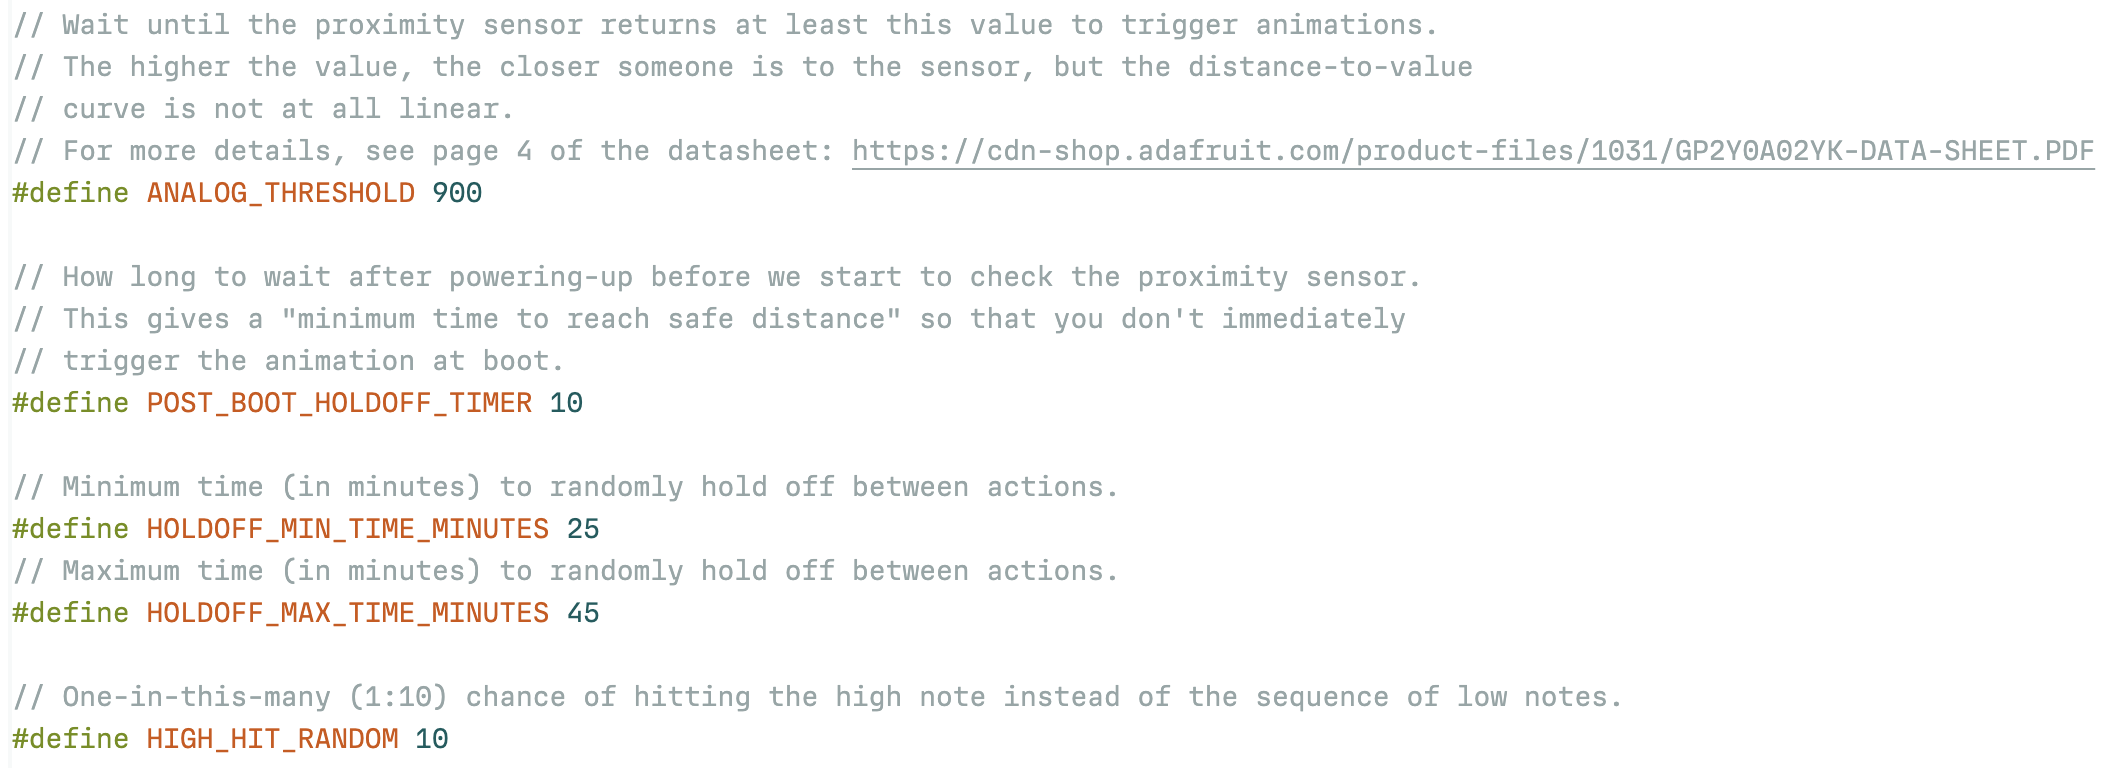 // Wait until the proximity sensor returns at least this value to trigger animations.
// The higher the value, the closer someone is to the sensor, but the distance-to-value
// curve is not at all linear.
// For more details, see page 4 of the datasheet: https://cdn-shop.adafruit.com/product-files/1031/GP2Y0A02YK-DATA-SHEET.PDF
#define ANALOG_THRESHOLD 900
// How long to wait after powering-up before we start to check the proximity sensor.
// This gives a "minimum time to reach safe distance" so that you don't immediately
// trigger the animation at boot.
#define POST_BOOT_HOLDOFF_TIMER 10
// Minimum time (in minutes) to randomly hold off between actions.
#define HOLDOFF_MIN_TIME_MINUTES 25
// Maximum time (in minutes) to randomly hold off between actions.
#define HOLDOFF_MAX_TIME_MINUTES 45
// One-in-this-many (1:10) chance of hitting the high note instead of the sequence of low notes.
#define HIGH_HIT_RANDOM 10